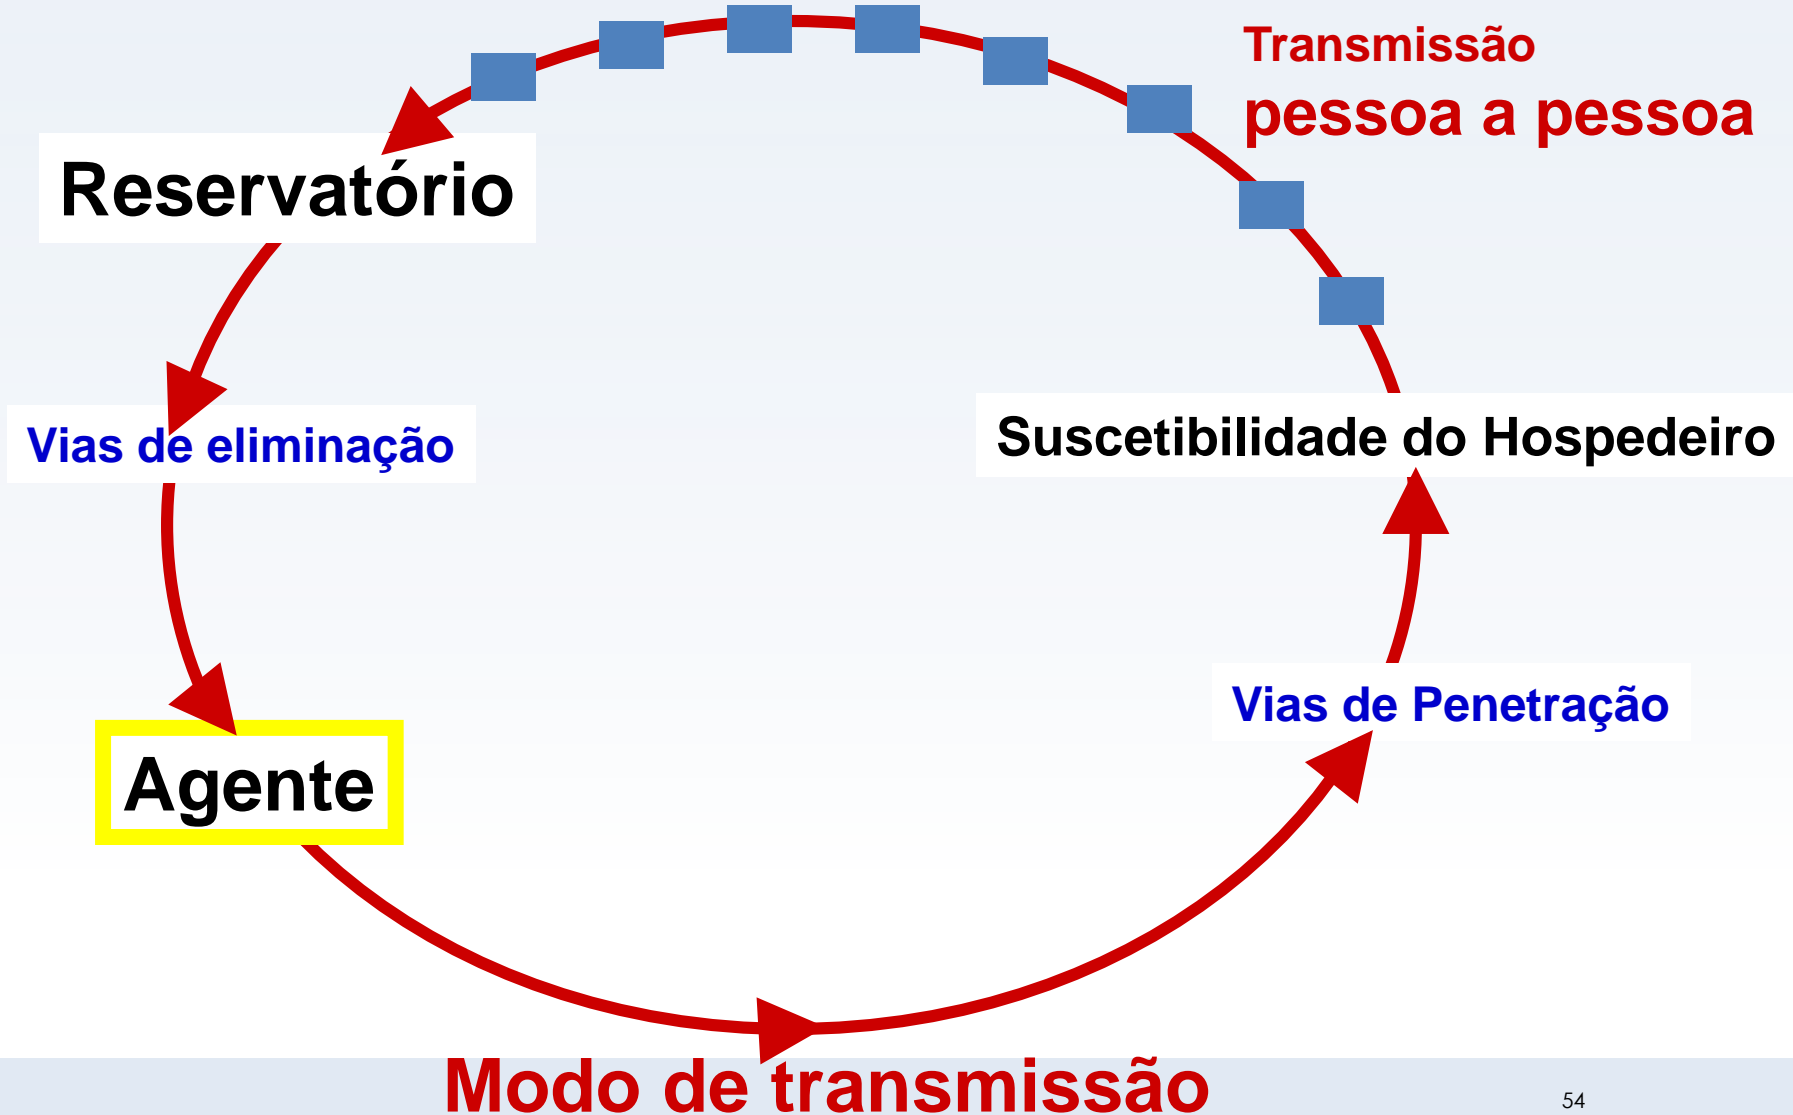 Transmissão
pessoa a pessoa
Reservatório
Vias de eliminação
Suscetibilidade do Hospedeiro
Vias de Penetração
Agente
Modo de transmissão
54